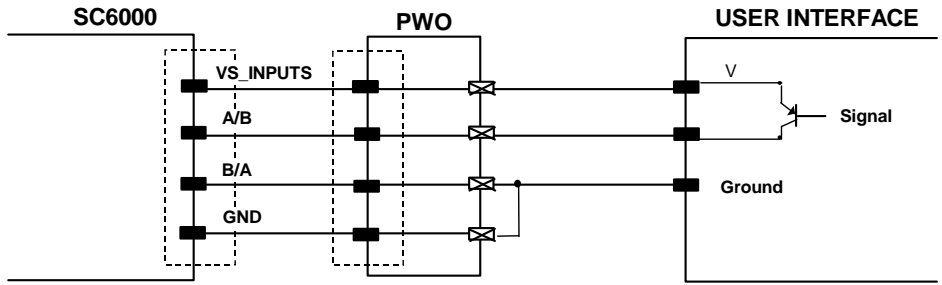 SC6000
PWO
USER INTERFACE
VS_INPUTS
V
A/B
Signal
B/A
Ground
GND